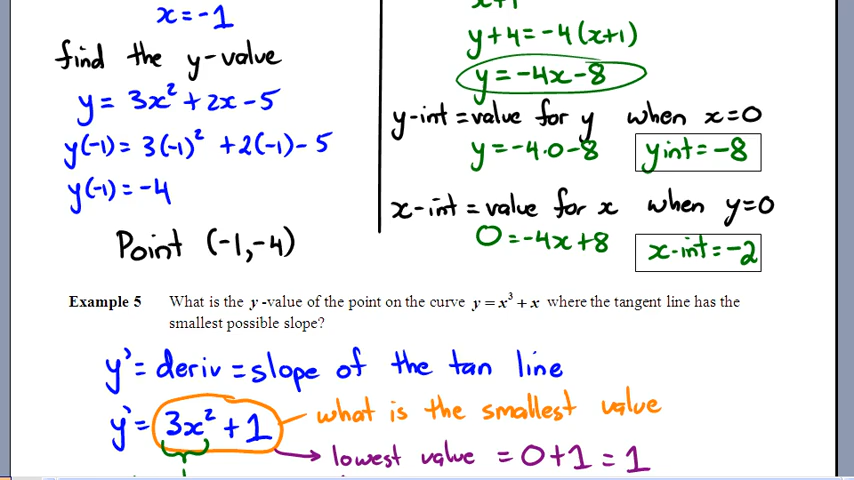 x = -1
find the y-value
y = 3x² + 2x - 5
y(-1) = 3(-1)² + 2(-1) - 5
y(-1) = -4
Point (-1,-4)
x+1
y+4 = -4(x+1)
y = -4x - 8
y-int = value for y when x=0
y = -4·0 - 8
y int = -8
x-int = value for x when y=0
0 = -4x + 8
x-int = -2
Example 5 What is the y -value of the point on the curve y = x³ + x where the tangent line has the
smallest possible slope?
y' = deriv = slope of the tan line
y' = 3x² + 1
what is the smallest value
lowest value = 0+1 = 1